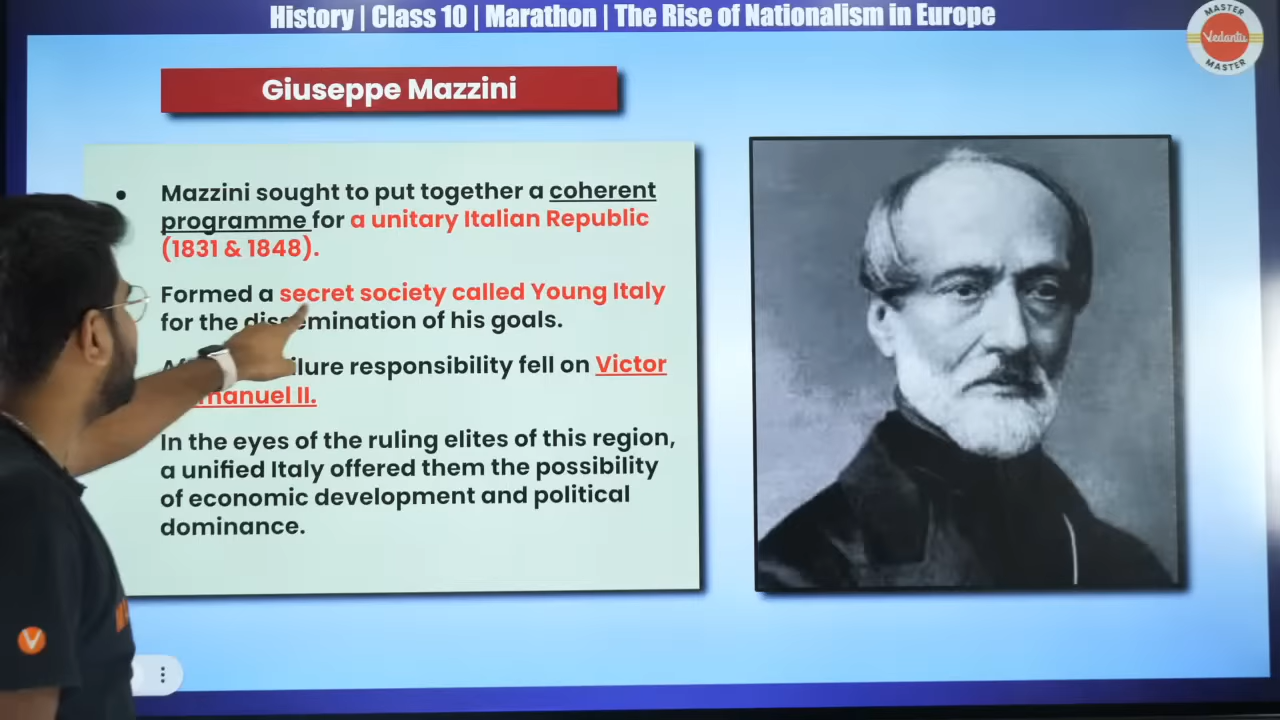 History | Class 10 | Marathon | The Rise of Nationalism in Europe
MASTER
Vedantu
MASTER
Giuseppe Mazzini
Mazzini sought to put together a coherent
programme for a unitary Italian Republic
(1831 & 1848).
Formed a secret society called Young Italy
for the dissemination of his goals.
responsibility fell on Victor
II.
In the eyes of the ruling elites of this region,
a unified Italy offered them the possibility
of economic development and political
dominance.